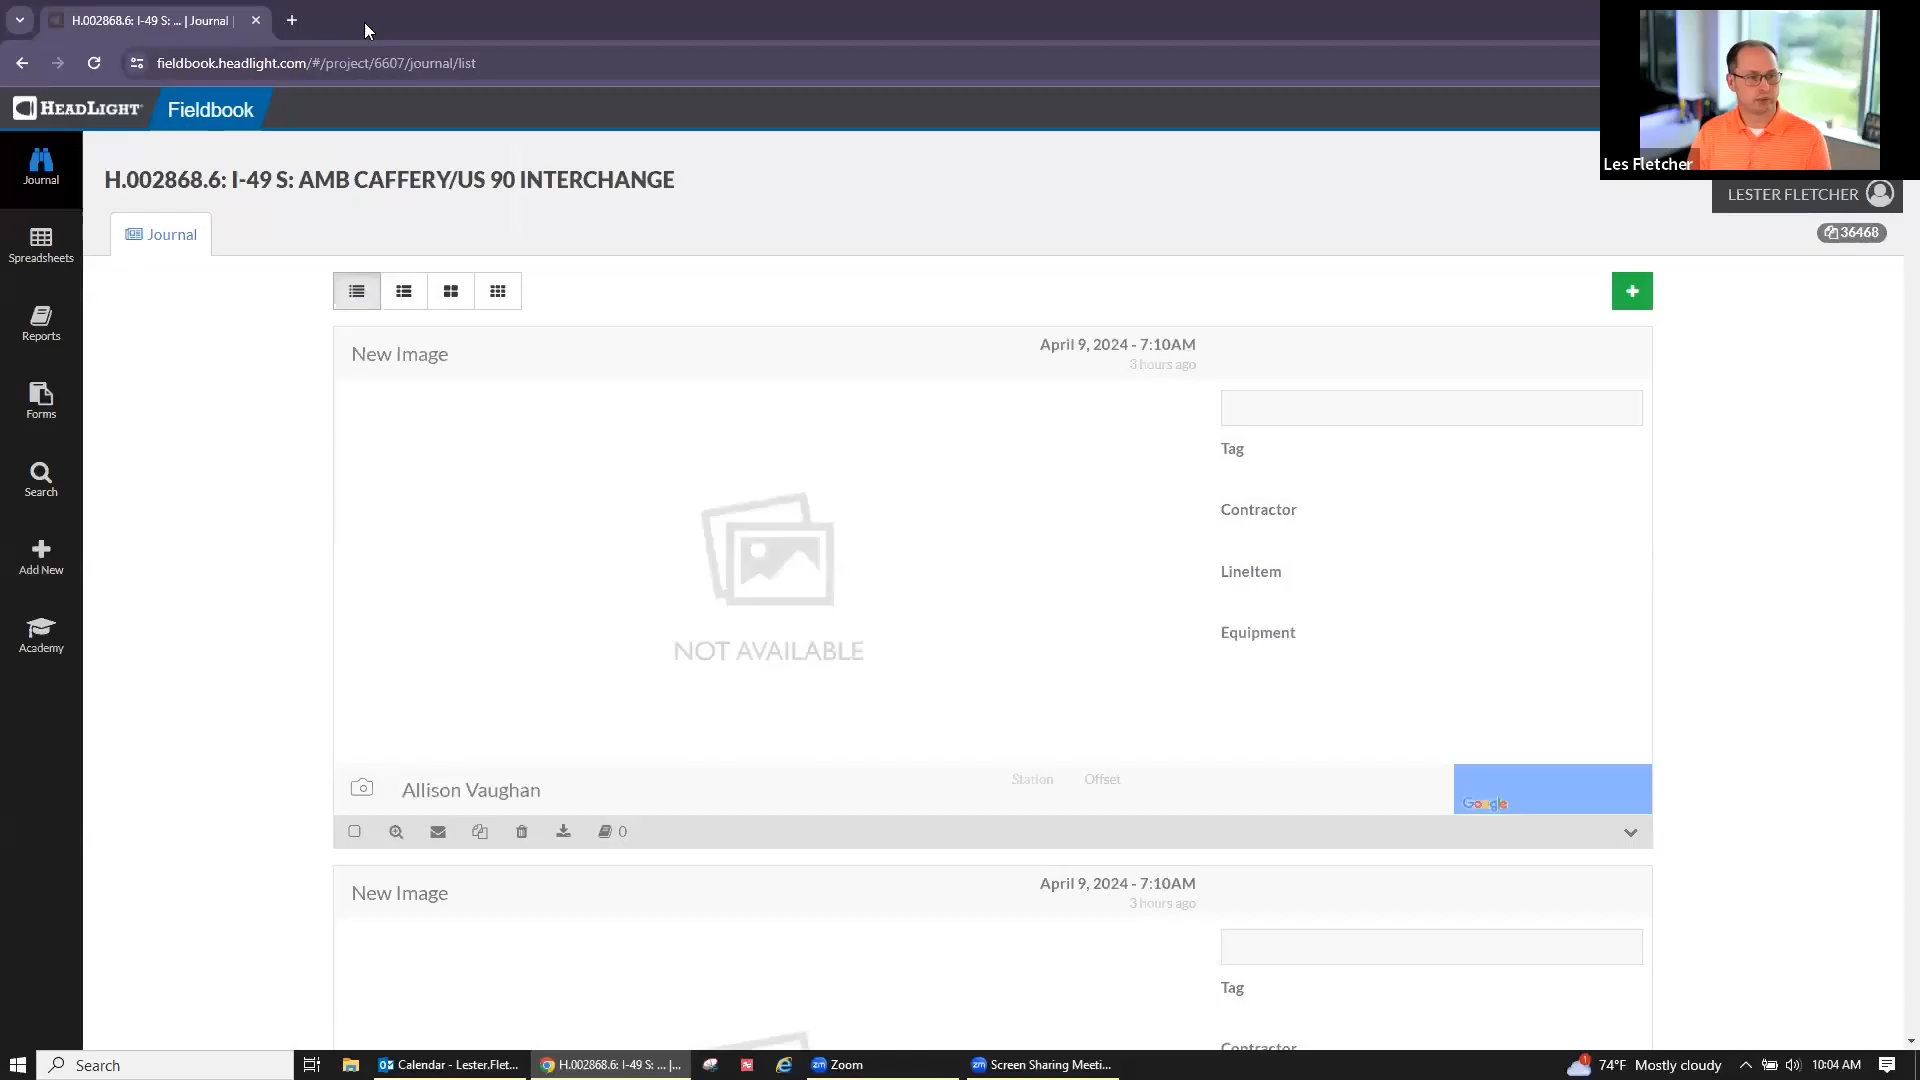 H.002868.6: I-49 S: ... | Journal |
fieldbook.headlight.com/#/project/6607/journal/list
HEADLIGHT
Fieldbook
Les Fletcher
Journal
H.002868.6: I-49 S: AMB CAFFERY/US 90 INTERCHANGE
LESTER FLETCHER
Journal
36468
Spreadsheets
Reports
Forms
Search
Add New
Academy
New Image
April 9, 2024 - 7:10AM
3 hours ago
Tag
Contractor
LineItem
Equipment
NOT AVAILABLE
Allison Vaughan
Station
Offset
Google
0
New Image
April 9, 2024 - 7:10AM
3 hours ago
Tag
Contractor
Search
Calendar - Lester.Flet...
H.002868.6: I-49 S: ... |...
Zoom
Screen Sharing Meeti...
1
74°F Mostly cloudy
10:04 AM